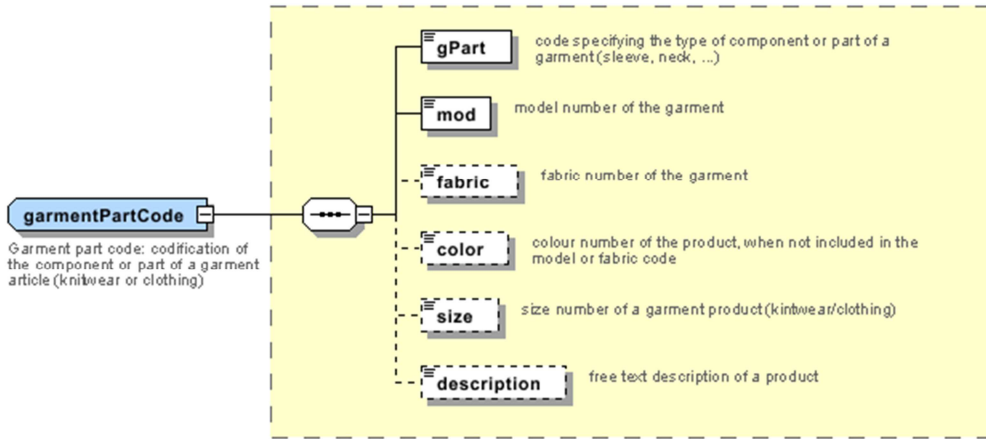 gPart
code specifying the type of component or part of a
garment (sleeve, neck, ...)
mod
model number of the garment
fabric
fabric number of the garment
garmentPartCode
Garment part code: codification of
the component or part of a garment
article (knitwear or clothing)
color
colour number of the product, when not included in the
model or fabric code
size
size number of a garment product (kintwear/clothing)
description
free text description of a product